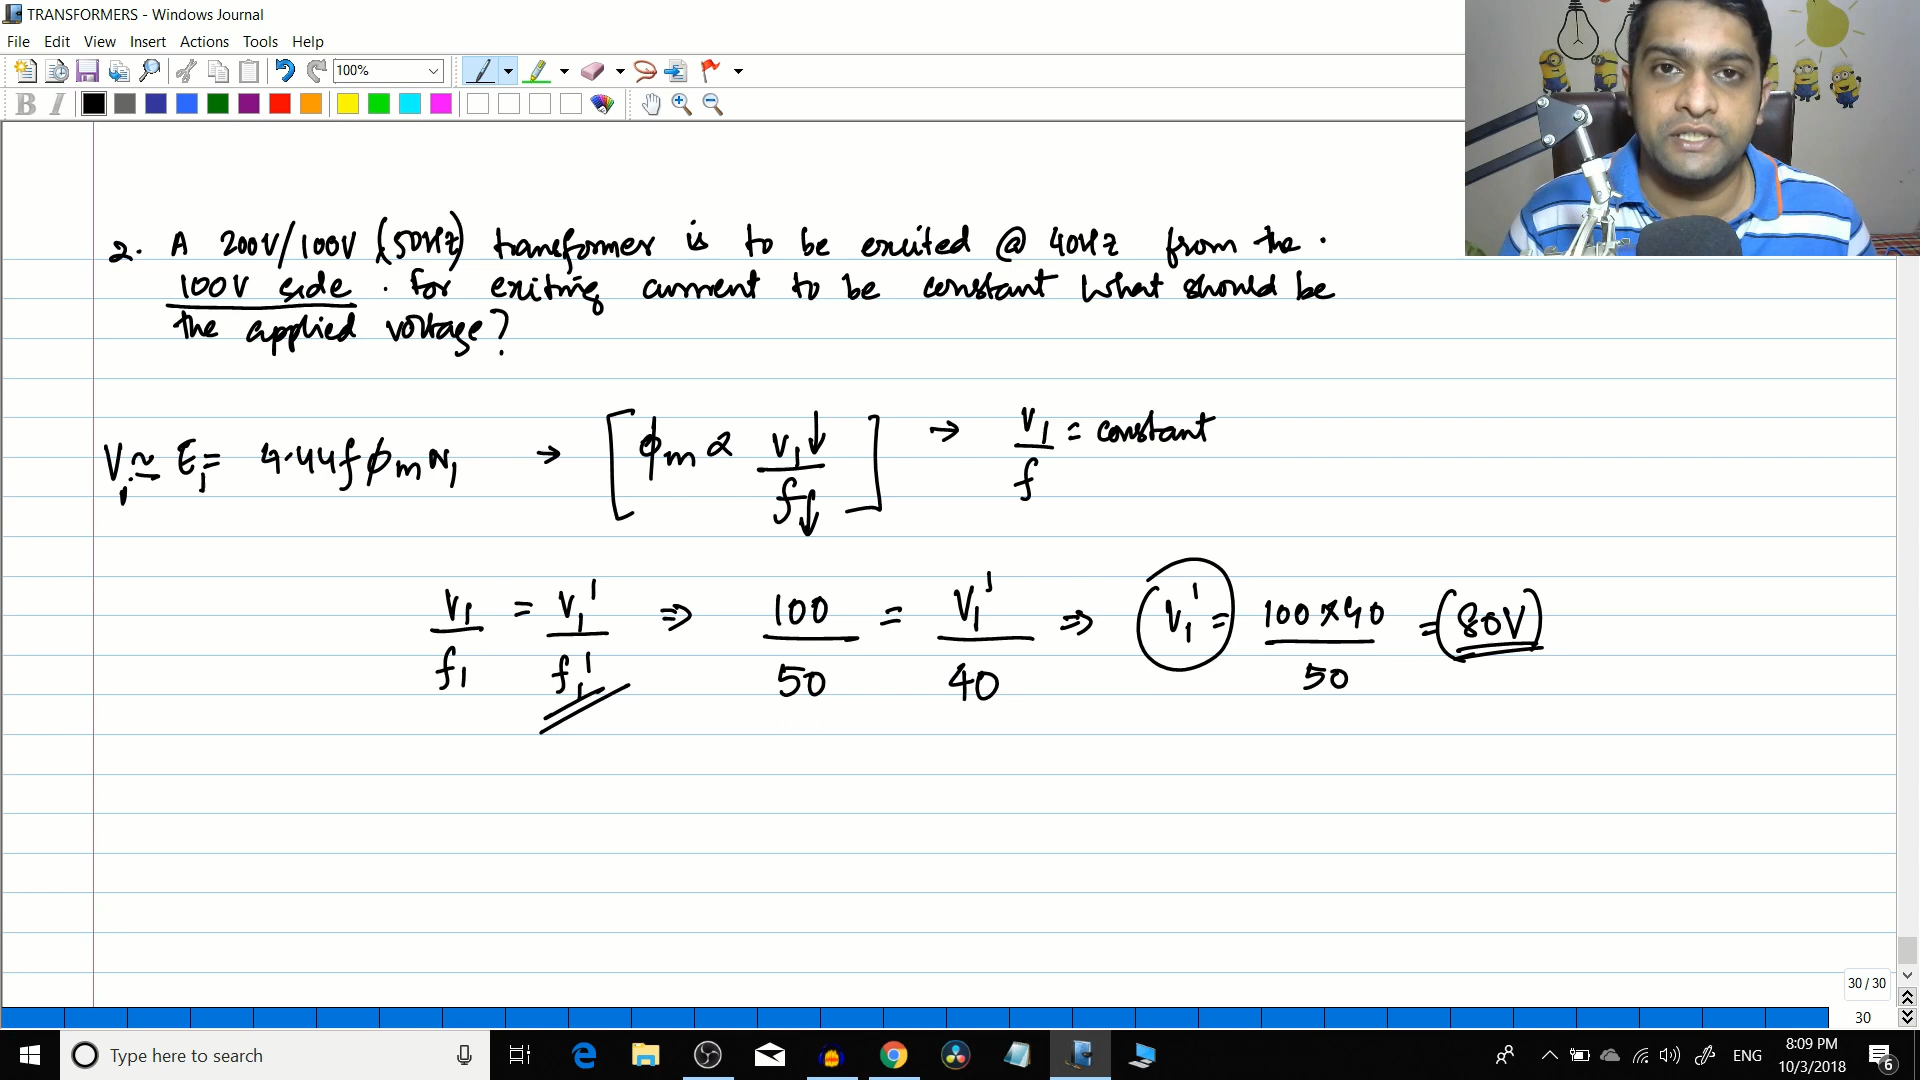 TRANSFORMERS - Windows Journal
File Edit View Insert Actions Tools Help
100%
B I
2. A 200V/100V (50Hz) transformer is to be excited @ 40Hz from the
100V side. for exiting current to be constant what should be
the applied voltage?
V₁ ≃ E₁ = 4.44f ϕm N₁ → [ϕm ∝ V₁↓/f↓] → V₁/f = constant
V₁/f₁ = V₁'/f₁' ⇒ 100/50 = V₁'/40 ⇒ V₁' = 100×40/50 = 80V
30 / 30
30
Type here to search
ENG
8:09 PM
10/3/2018
6